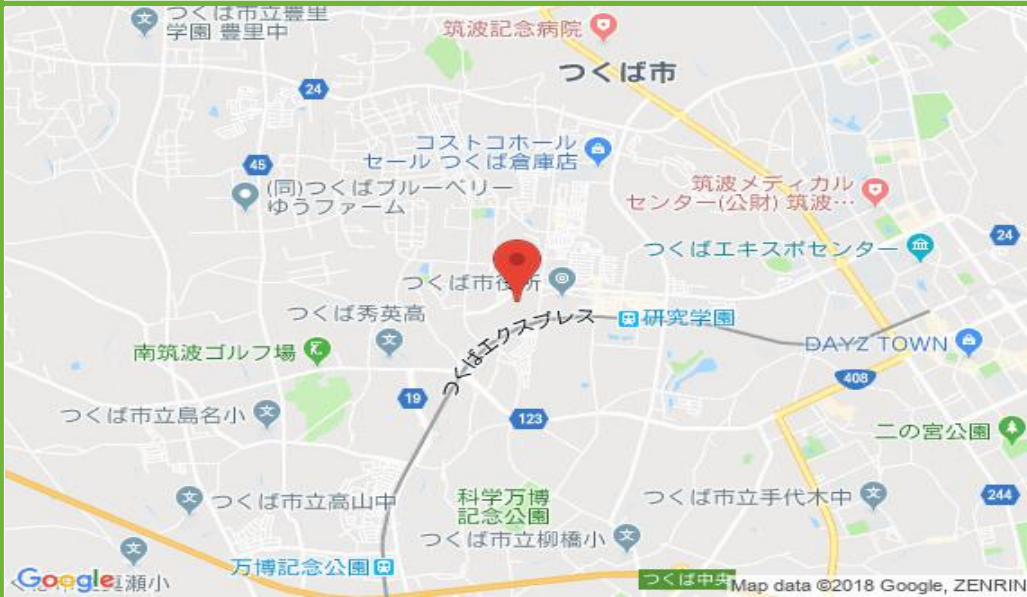 つくば市立豊里
学園 豊里中
筑波記念病院
つくば市
24
コストコホール
セール つくば倉庫店
45
(同)つくばブルーベリー
ゆうファーム
筑波メディカル
センター(公財) 筑波…
つくばエキスポセンター
24
つくば市役所
つくば秀英高
つくばエクスプレス
研究学園
南筑波ゴルフ場
DAYZ TOWN
408
19
つくば市立島名小
123
二の宮公園
つくば市立高山中
科学万博
記念公園
つくば市立手代木中
244
つくば市立柳橋小
万博記念公園
真瀬小
Google
つくば中央
Map data ©2018 Google, ZENRIN